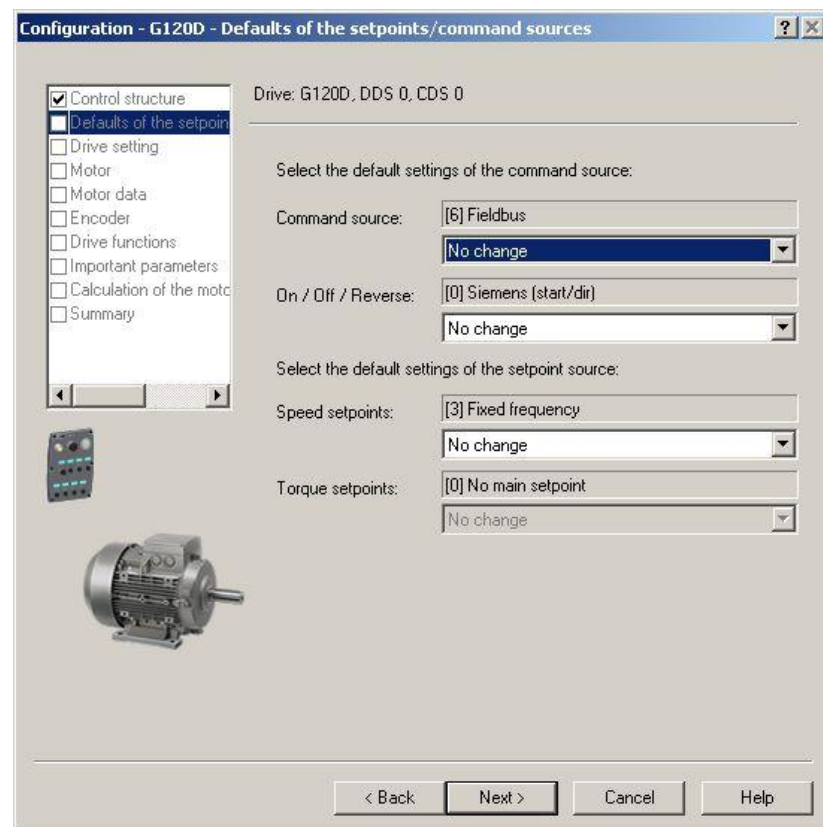 Configuration - G120D - Defaults of the setpoints/command sources
Control structure
Defaults of the setpoin
Drive setting
Motor
Motor data
Encoder
Drive functions
Important parameters
Calculation of the motc
Summary
Drive: G120D, DDS 0, CDS 0
Select the default settings of the command source:
Command source: [6] Fieldbus
No change
On / Off / Reverse: [0] Siemens (start/dir)
No change
Select the default settings of the setpoint source:
Speed setpoints: [3] Fixed frequency
No change
Torque setpoints: [0] No main setpoint
No change
< Back Next > Cancel Help